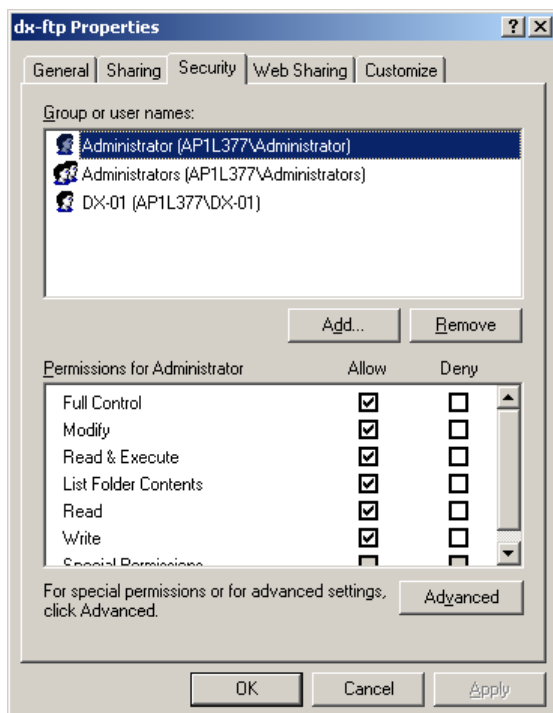 dx-ftp Properties
General Sharing Security Web Sharing Customize
Group or user names:
Administrator (AP1L377\Administrator)
Administrators (AP1L377\Administrators)
DX-01 (AP1L377\DX-01)
Add... Remove
Permissions for Administrator Allow Deny
Full Control
Modify
Read & Execute
List Folder Contents
Read
Write
Special Permissions
For special permissions or for advanced settings,
click Advanced.
Advanced
OK Cancel Apply